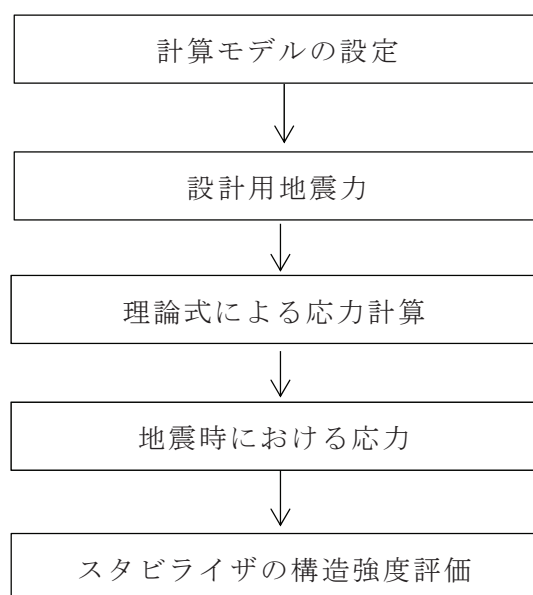 計算モデルの設定
設計用地震力
理論式による応力計算
地震時における応力
スタビライザの構造強度評価